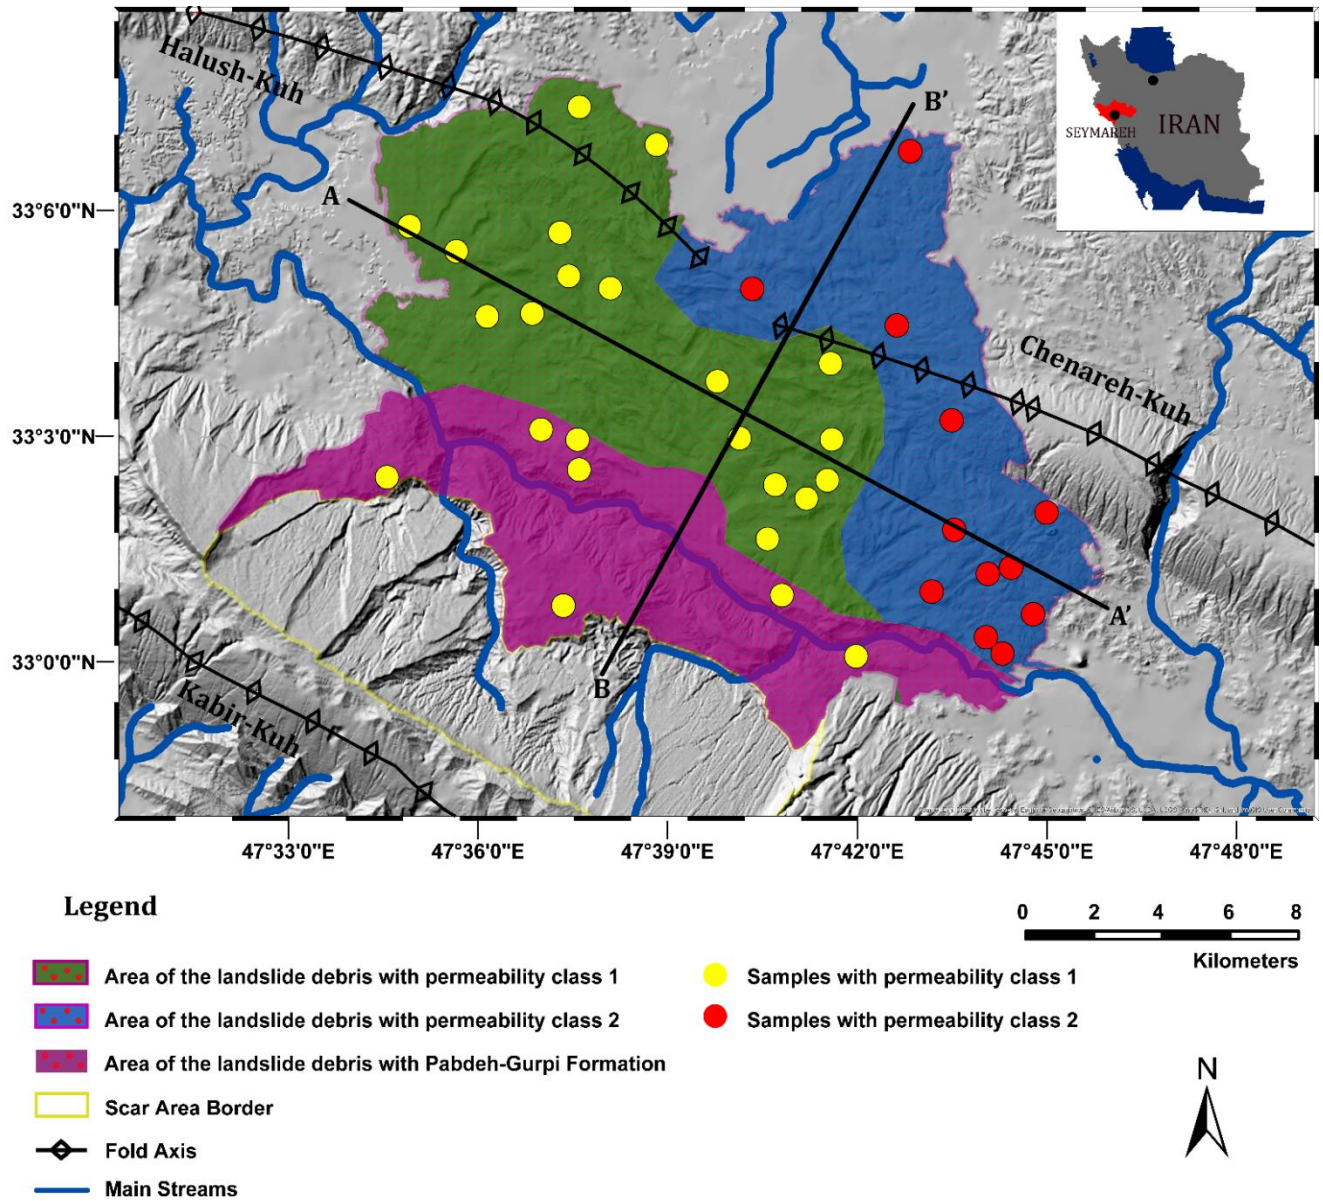 Halush-Kuh
B'
SEYMAREH
IRAN
A
33°6'0"N
Chenareh-Kuh
33°3'0"N
A'
33°0'0"N
B
Kabir-Kuh
47°33'0"E
47°36'0"E
47°39'0"E
47°42'0"E
47°45'0"E
47°48'0"E
Legend
0 2 4 6 8
Kilometers
Area of the landslide debris with permeability class 1
Samples with permeability class 1
Area of the landslide debris with permeability class 2
Samples with permeability class 2
Area of the landslide debris with Pabdeh-Gurpi Formation
Scar Area Border
N
Fold Axis
Main Streams